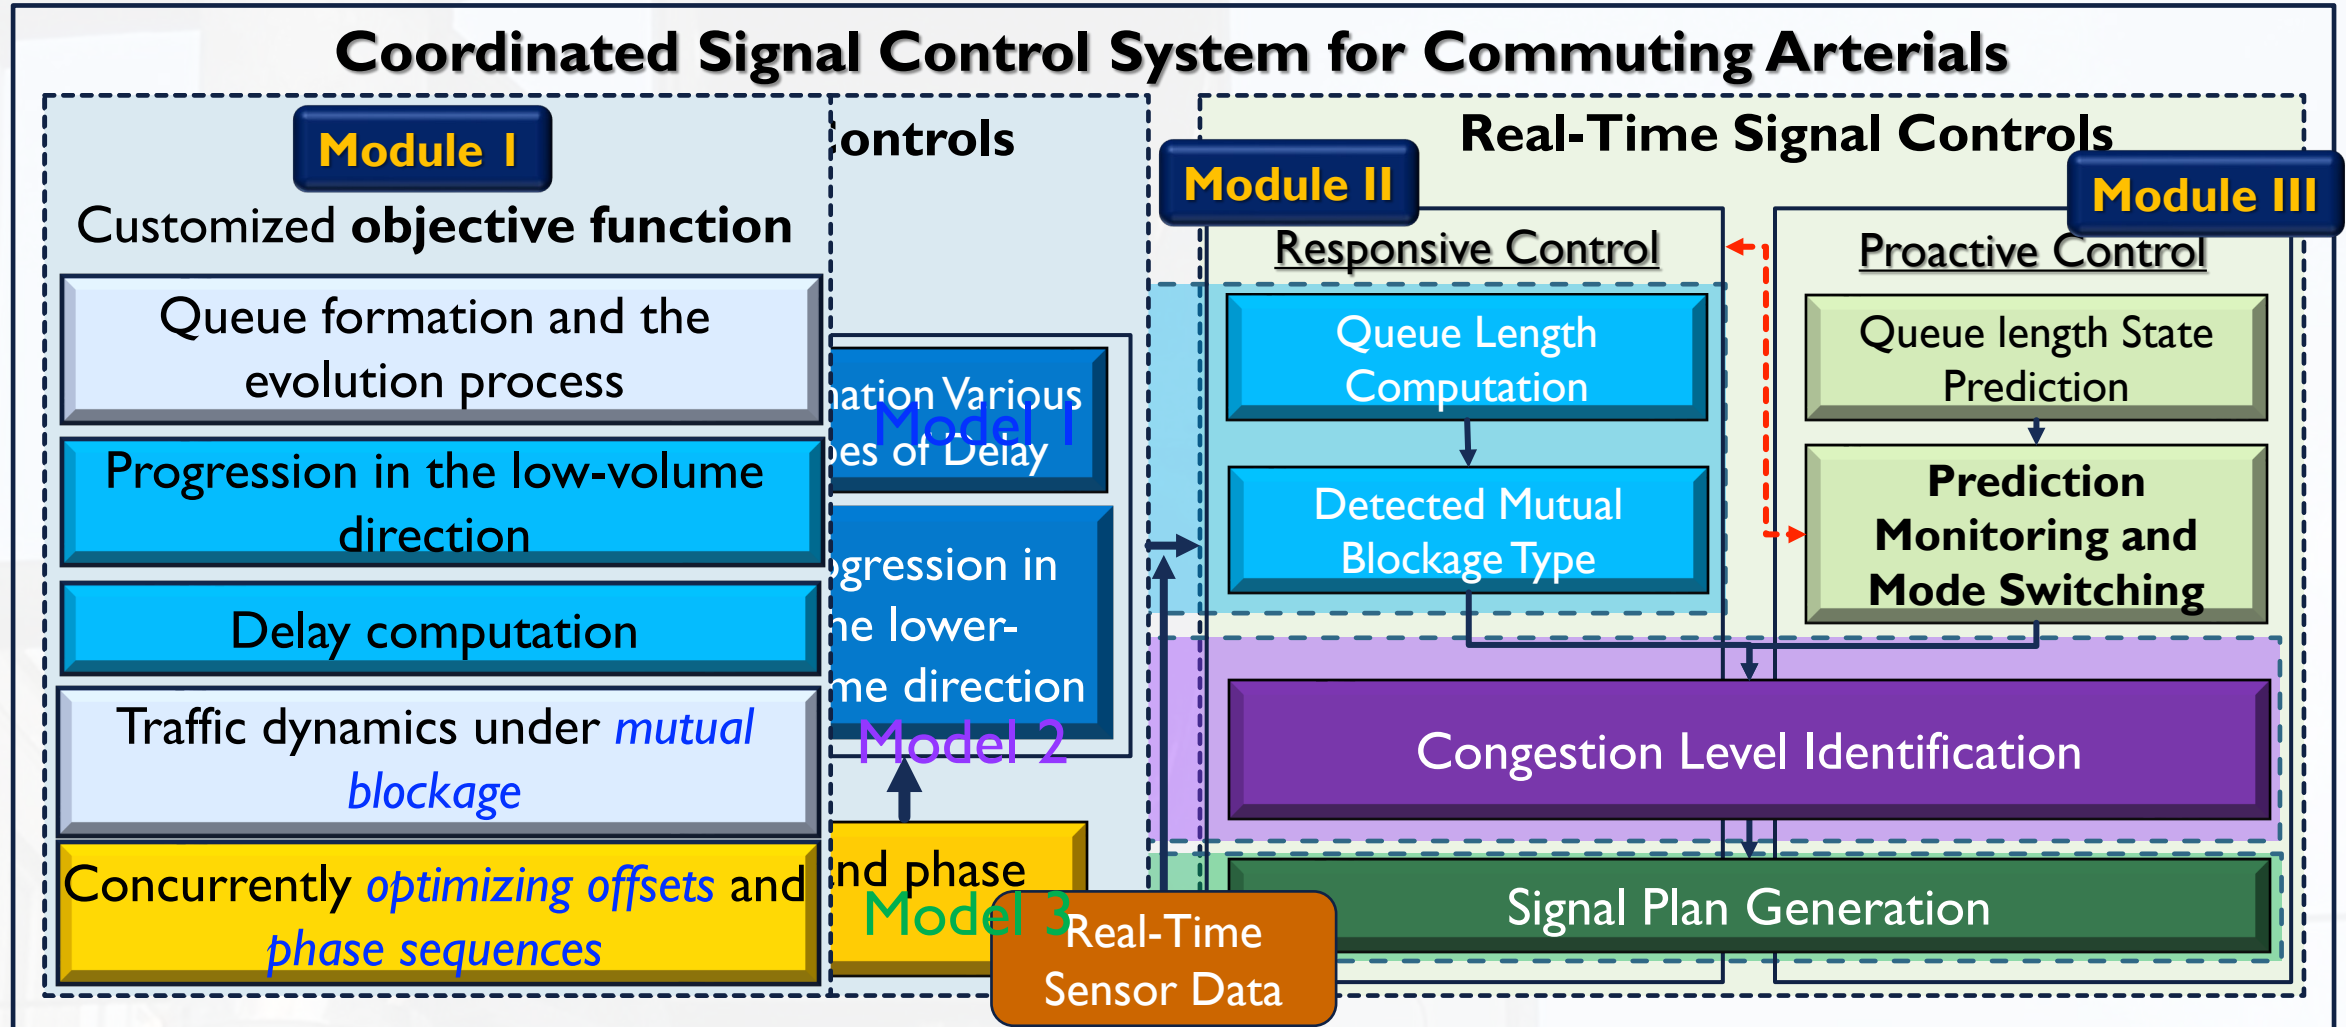 Coordinated Signal Control System for Commuting Arterials
Module I
Customized objective function
Queue formation and the
evolution process
Progression in the low-volume
direction
Delay computation
Traffic dynamics under mutual
blockage
Concurrently optimizing offsets and
phase sequences
ontrols
Various
of Delay
Model 1
gression in
lower-
direction
Model 2
phase
Model 3
Real-Time
Sensor Data
Real-Time Signal Controls
Module II
Responsive Control
Queue Length
Computation
Detected Mutual
Blockage Type
Module III
Proactive Control
Queue length State
Prediction
Prediction
Monitoring and
Mode Switching
Congestion Level Identification
Signal Plan Generation